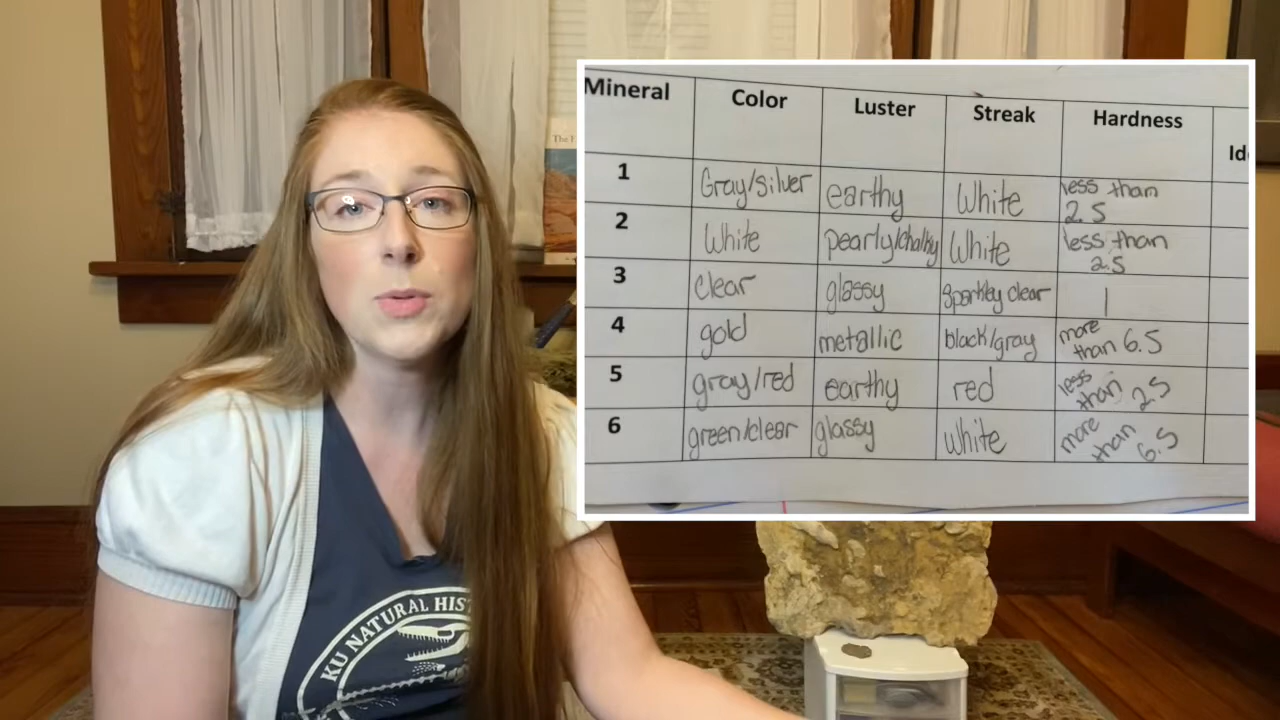 Mineral Color Luster Streak Hardness
Id
1 Gray/silver earthy White less than 2.5
2 White pearly/chalky White less than 2.5
3 clear glassy Sparkley clear 1
4 gold metallic black/gray more than 6.5
5 gray/red earthy red less than 2.5
6 green/clear glassy white more than 6.5
The
KU NATURAL HIST